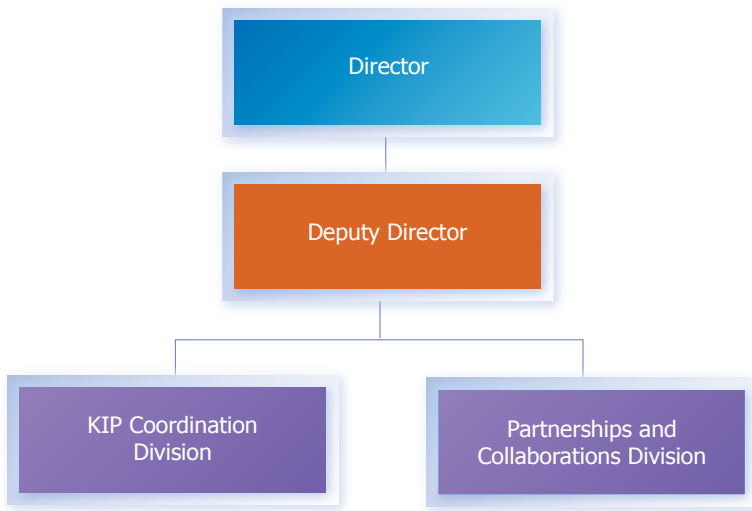 Director
Deputy Director
KIP Coordination
Division
Partnerships and
Collaborations Division